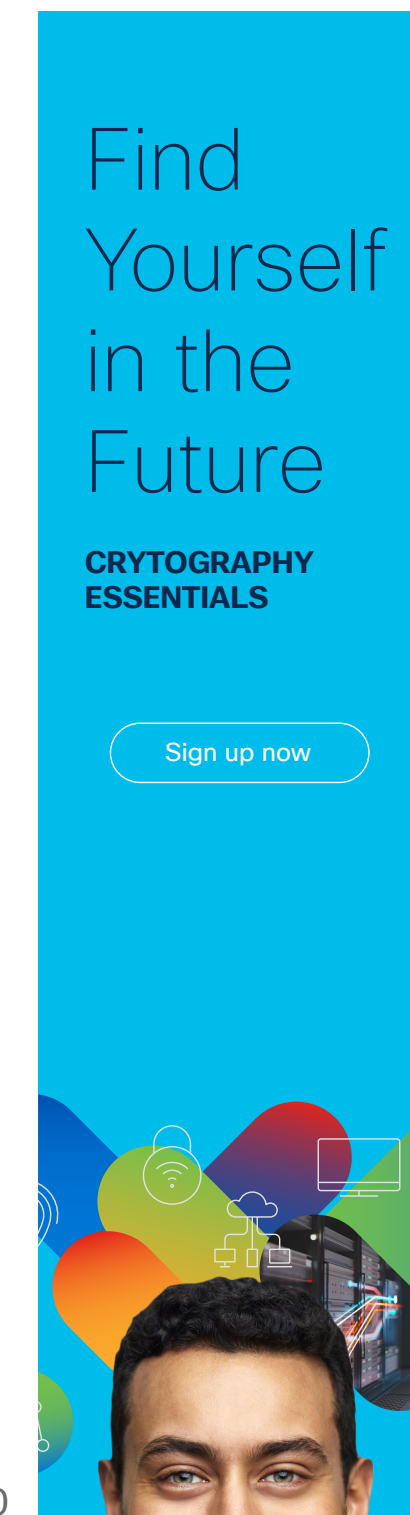 Find
Yourself
in the
Future
CRYTOGRAPHY
ESSENTIALS
Sign up now